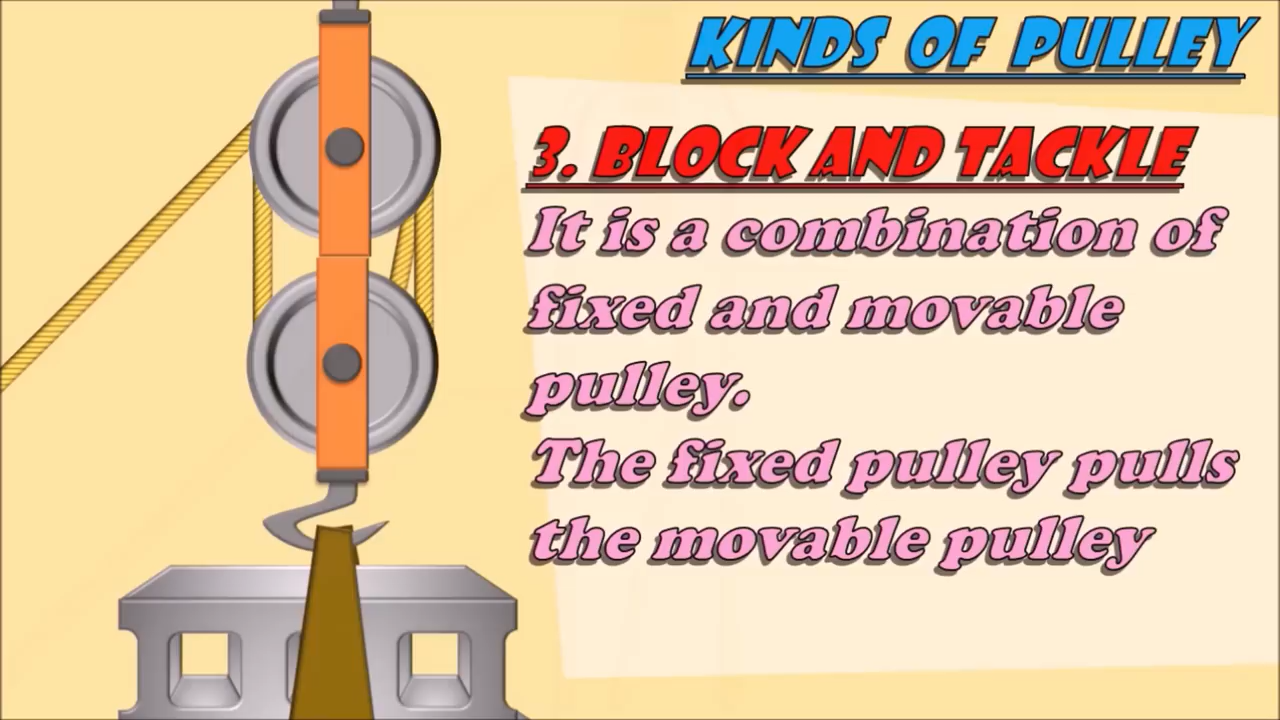 KINDS OF PULLEY
3. BLOCK AND TACKLE
It is a combination of
fixed and movable
pulley.
The fixed pulley pulls
the movable pulley